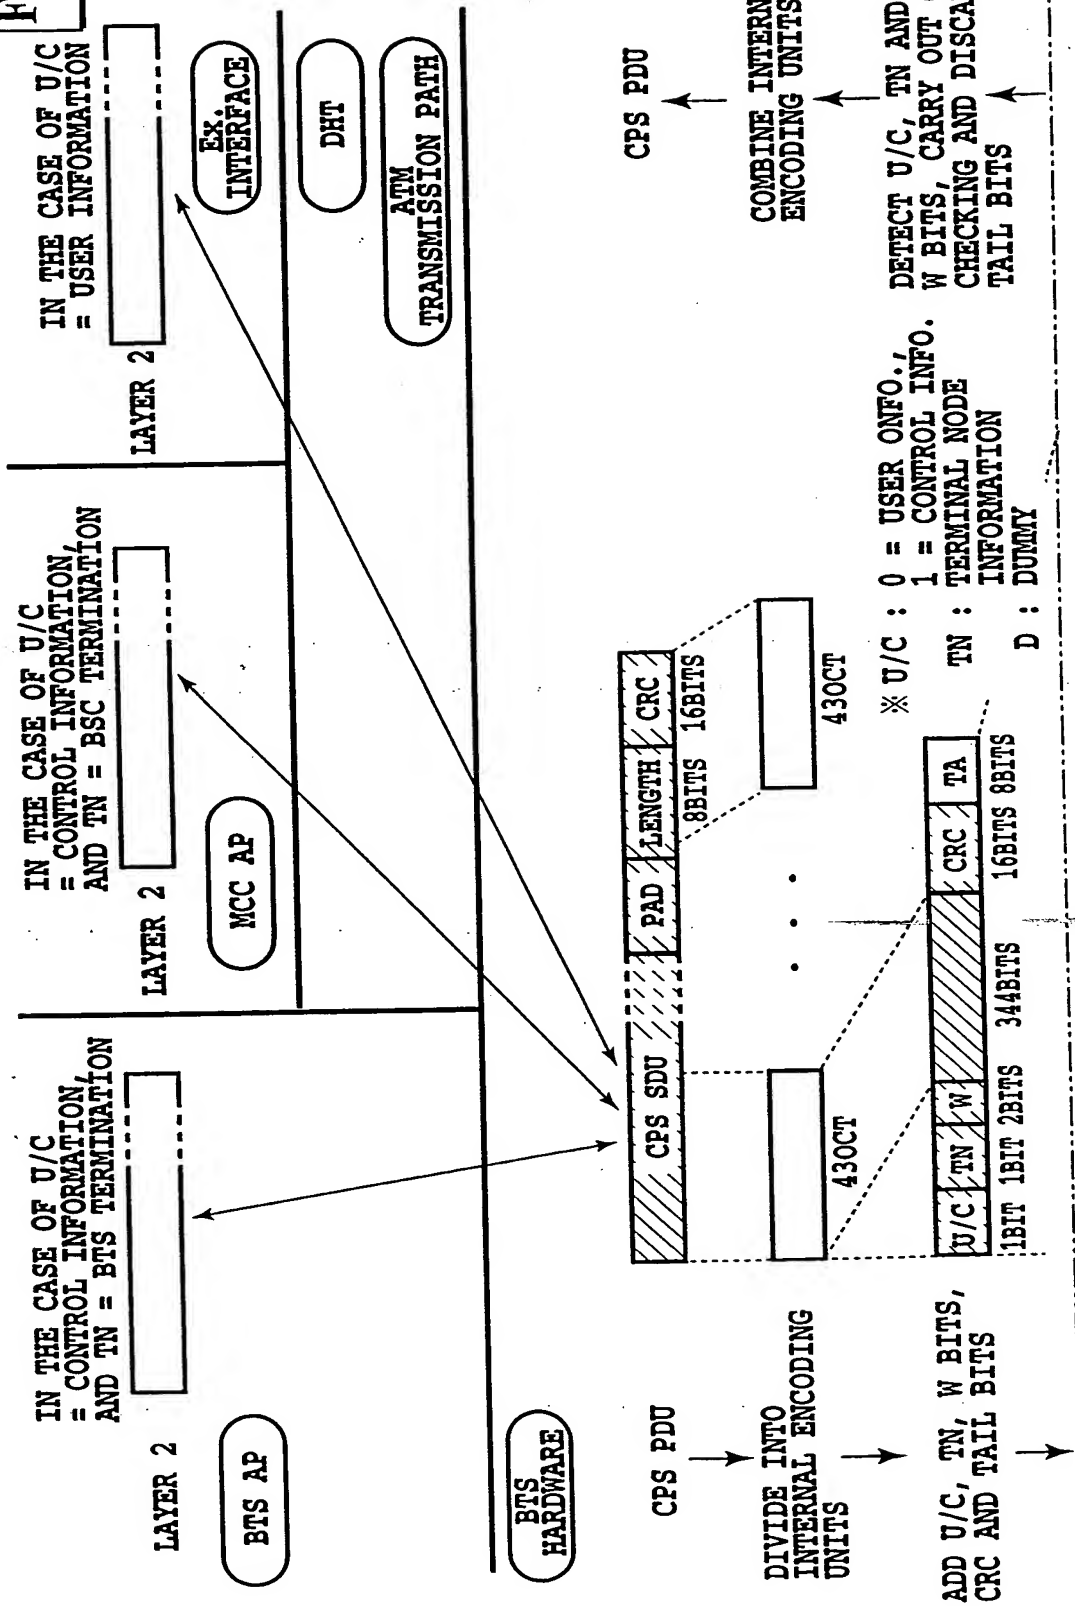 F
IN THE CASE OF U/C
= CONTROL INFORMATION,
AND TN = BTS TERMINATION
LAYER 2
BTS AP
IN THE CASE OF U/C
= CONTROL INFORMATION,
AND TN = BSC TERMINATION
LAYER 2
MCC AP
IN THE CASE OF U/C
= USER INFORMATION
LAYER 2
Ex.
INTERFACE
DHT
ATM
TRANSMISSION PATH
BTS
HARDWARE
CPS PDU
CPS SDU
PAD
LENGTH
CRC
8BITS
16BITS
CPS PDU
DIVIDE INTO
INTERNAL ENCODING
UNITS
43OCT
• • •
43OCT
COMBINE INTERN
ENCODING UNITS
ADD U/C, TN, W BITS,
CRC AND TAIL BITS
U/C
TN
W
CRC
TA
1BIT
1BIT
2BITS
344BITS
16BITS
8BITS
※ U/C : 0 = USER ONFO.,
1 = CONTROL INFO.
TN : TERMINAL NODE
INFORMATION
D : DUMMY
DETECT U/C, TN AND
W BITS, CARRY OUT
CHECKING AND DISCA
TAIL BITS